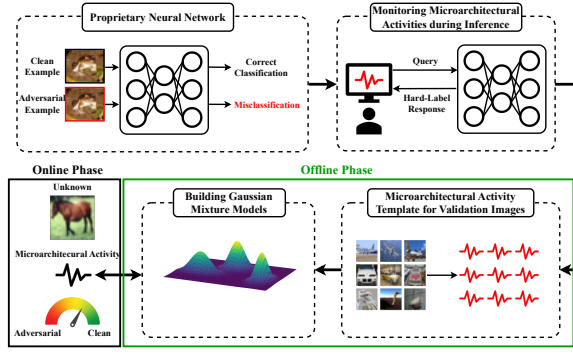 Proprietary Neural Network
Clean
Example
Adversarial
Example
Correct
Classification
Misclassification
Monitoring Microarchitectural
Activities during Inference
Query
Hard-Label
Response
Online Phase
Unknown
Microarchitecural Activity
Adversarial
Clean
Offline Phase
Building Gaussian
Mixture Models
Microarchitectural Activity
Template for Validation Images